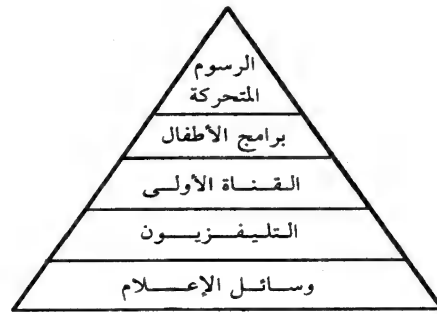 الرسوم
المتحركة
برامج الأطفال
القناة الأولى
التليفزيون
وسائل الإعلام